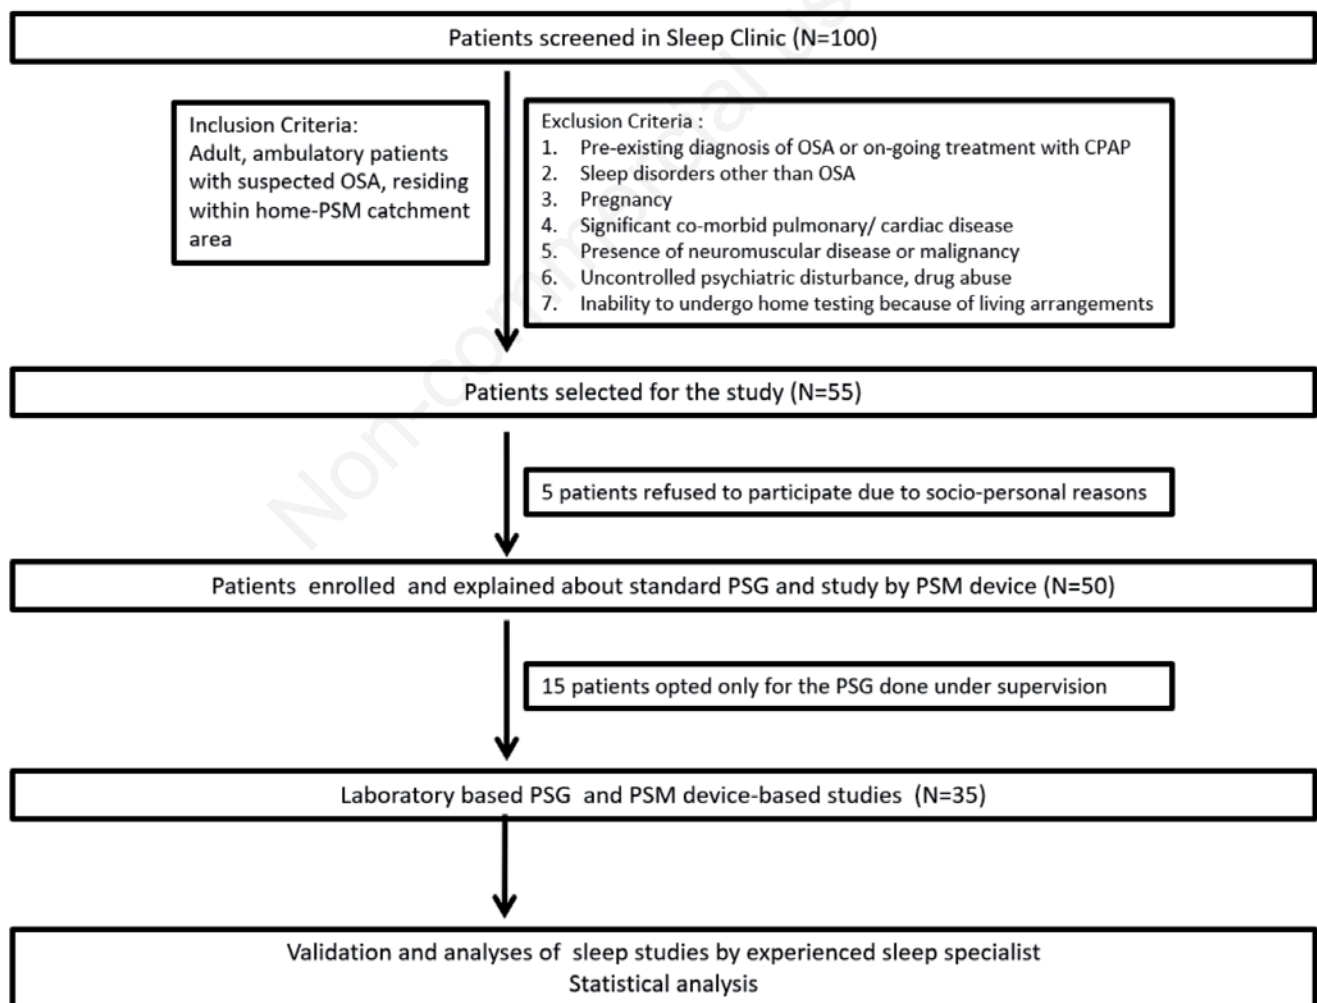 Patients screened in Sleep Clinic (N=100)
Inclusion Criteria:
Adult, ambulatory patients
with suspected OSA, residing
within home-PSM catchment
area
Exclusion Criteria :
1. Pre-existing diagnosis of OSA or on-going treatment with CPAP
2. Sleep disorders other than OSA
3. Pregnancy
4. Significant co-morbid pulmonary/ cardiac disease
5. Presence of neuromuscular disease or malignancy
6. Uncontrolled psychiatric disturbance, drug abuse
7. Inability to undergo home testing because of living arrangements
Patients selected for the study (N=55)
5 patients refused to participate due to socio-personal reasons
Patients enrolled and explained about standard PSG and study by PSM device (N=50)
15 patients opted only for the PSG done under supervision
Laboratory based PSG and PSM device-based studies (N=35)
Validation and analyses of sleep studies by experienced sleep specialist
Statistical analysis
Non-commercial us